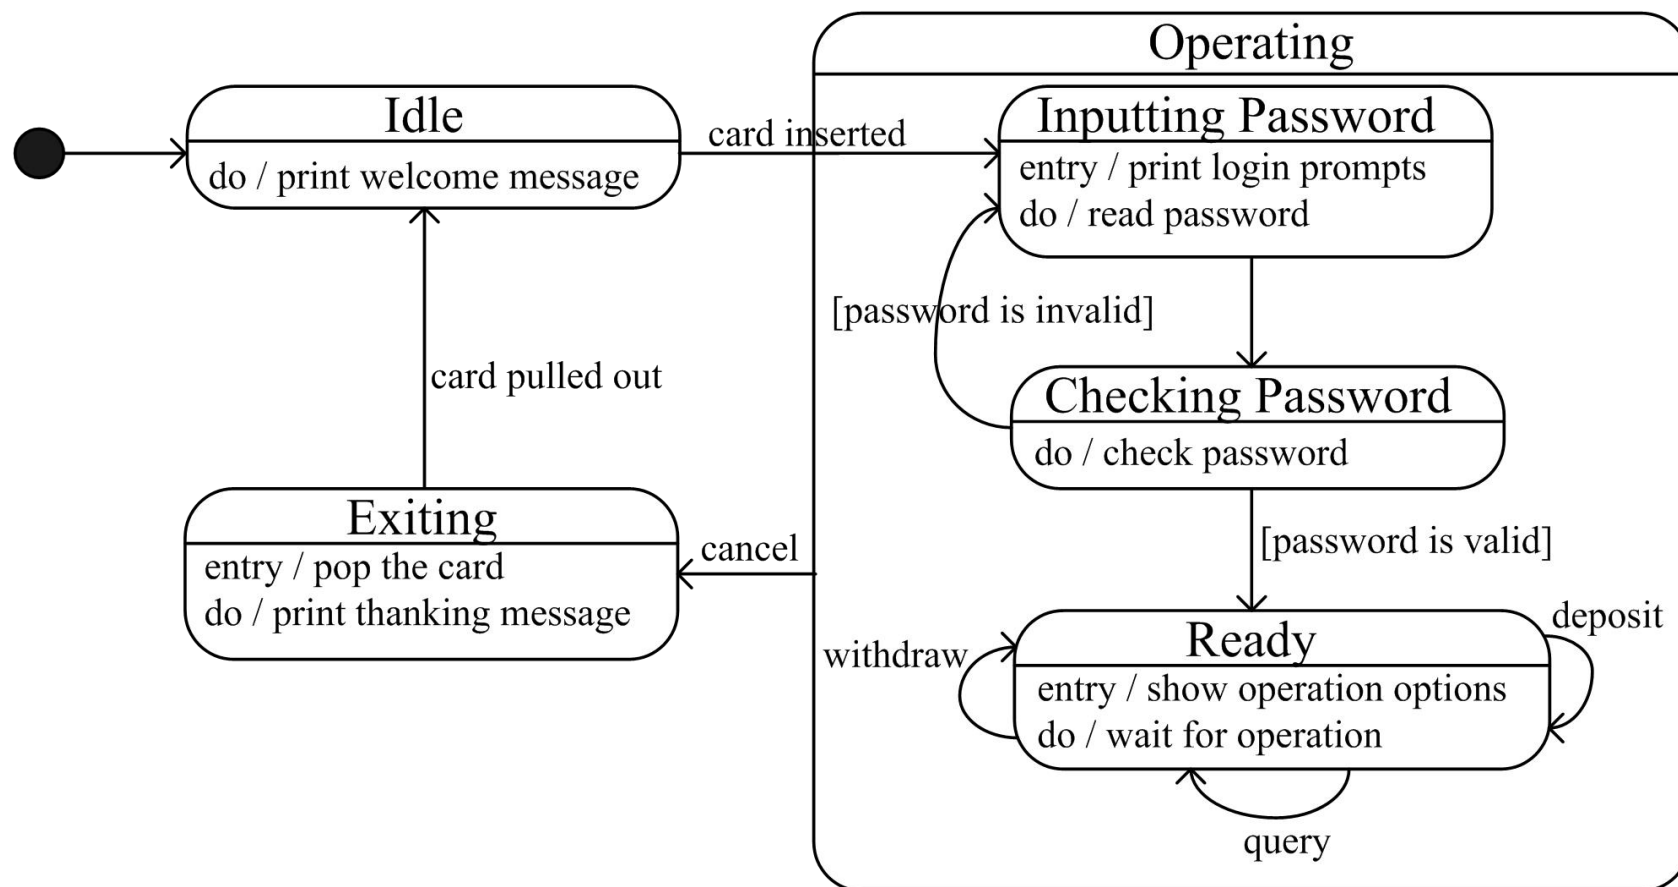 Operating
Idle
do / print welcome message
card inserted
Inputting Password
entry / print login prompts
do / read password
[password is invalid]
card pulled out
Checking Password
do / check password
Exiting
entry / pop the card
do / print thanking message
cancel
[password is valid]
withdraw
Ready
entry / show operation options
do / wait for operation
deposit
query